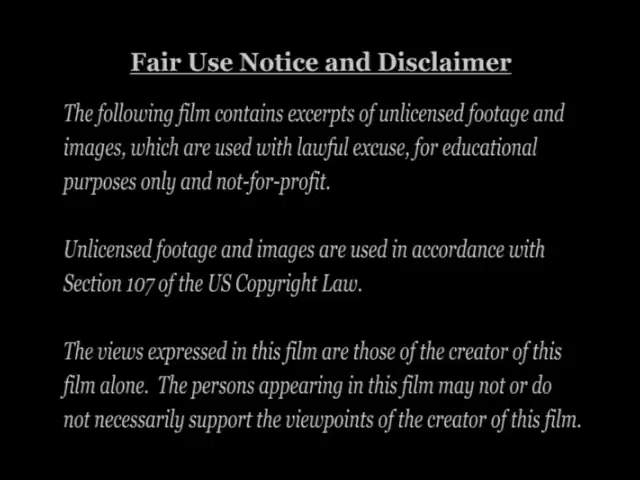 Fair Use Notice and Disclaimer
The following film contains excerpts of unlicensed footage and
images, which are used with lawful excuse, for educational
purposes only and not-for-profit.
Unlicensed footage and images are used in accordance with
Section 107 of the US Copyright Law.
The views expressed in this film are those of the creator of this
film alone.  The persons appearing in this film may not or do
not necessarily support the viewpoints of the creator of this film.